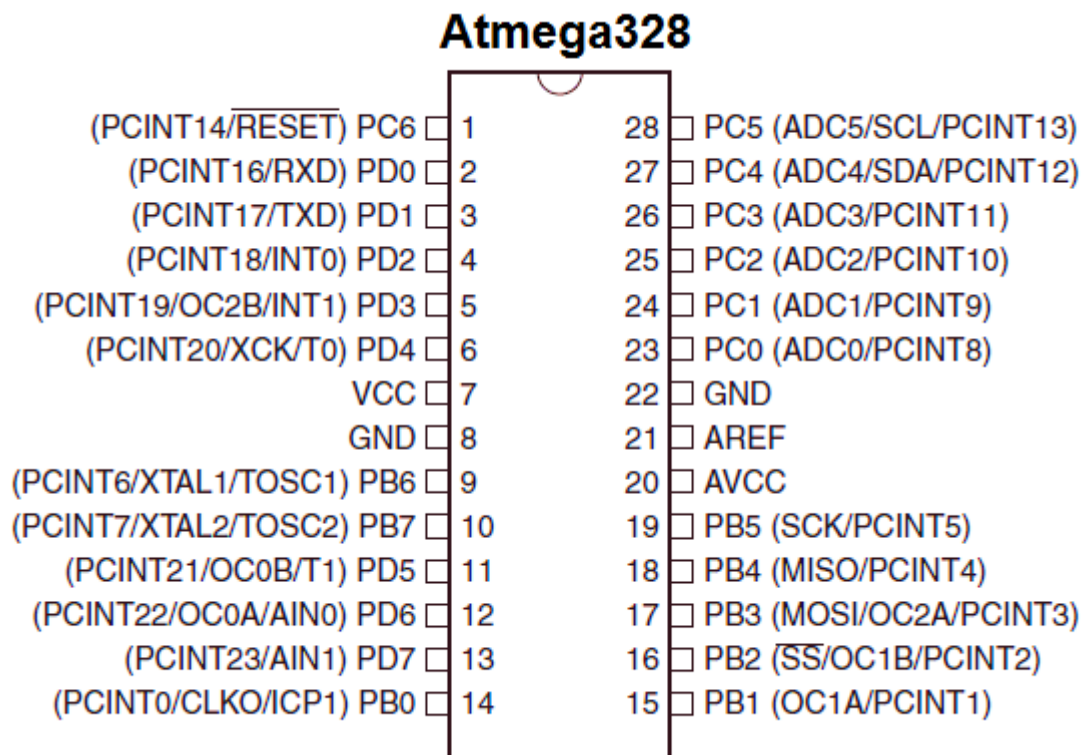 Atmega328
(PCINT14/RESET) PC6 1 28 PC5 (ADC5/SCL/PCINT13)
(PCINT16/RXD) PD0 2 27 PC4 (ADC4/SDA/PCINT12)
(PCINT17/TXD) PD1 3 26 PC3 (ADC3/PCINT11)
(PCINT18/INT0) PD2 4 25 PC2 (ADC2/PCINT10)
(PCINT19/OC2B/INT1) PD3 5 24 PC1 (ADC1/PCINT9)
(PCINT20/XCK/T0) PD4 6 23 PC0 (ADC0/PCINT8)
VCC 7 22 GND
GND 8 21 AREF
(PCINT6/XTAL1/TOSC1) PB6 9 20 AVCC
(PCINT7/XTAL2/TOSC2) PB7 10 19 PB5 (SCK/PCINT5)
(PCINT21/OC0B/T1) PD5 11 18 PB4 (MISO/PCINT4)
(PCINT22/OC0A/AIN0) PD6 12 17 PB3 (MOSI/OC2A/PCINT3)
(PCINT23/AIN1) PD7 13 16 PB2 (SS/OC1B/PCINT2)
(PCINT0/CLKO/ICP1) PB0 14 15 PB1 (OC1A/PCINT1)